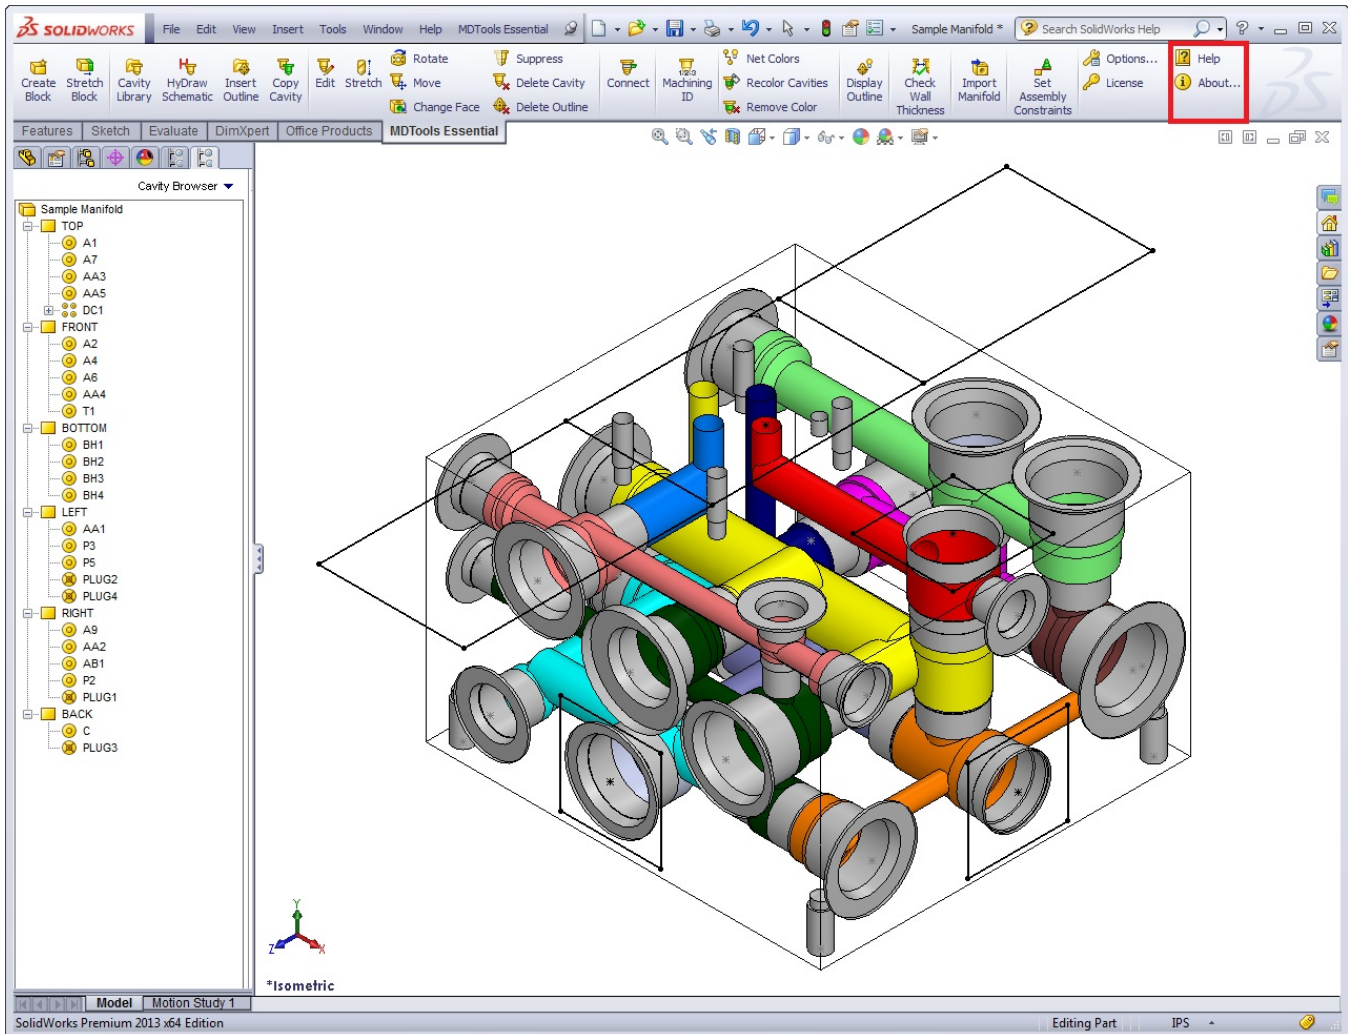 SOLIDWORKS File Edit View Insert Tools Window Help MDTools Essential Sample Manifold * Search SolidWorks Help
Create Block
Stretch Block
Cavity Library
HyDraw Schematic
Insert Outline
Copy Cavity
Edit
Stretch
Rotate
Move
Change Face
Suppress
Delete Cavity
Delete Outline
Connect
Machining ID
Net Colors
Recolor Cavities
Remove Color
Display Outline
Check Wall Thickness
Import Manifold
Set Assembly Constraints
Options...
License
Help
About...
Features Sketch Evaluate DimXpert Office Products MDTools Essential
Cavity Browser
Sample Manifold
TOP
A1
A7
AA3
AA5
DC1
FRONT
A2
A4
A6
AA4
T1
BOTTOM
BH1
BH2
BH3
BH4
LEFT
AA1
P3
P5
PLUG2
PLUG4
RIGHT
A9
AA2
AB1
P2
PLUG1
BACK
C
PLUG3
Y
Z X
*Isometric
Model Motion Study 1
SolidWorks Premium 2013 x64 Edition Editing Part IPS